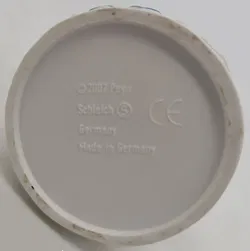 © Peyo
Schleich S CE
Germany
Made in Germany